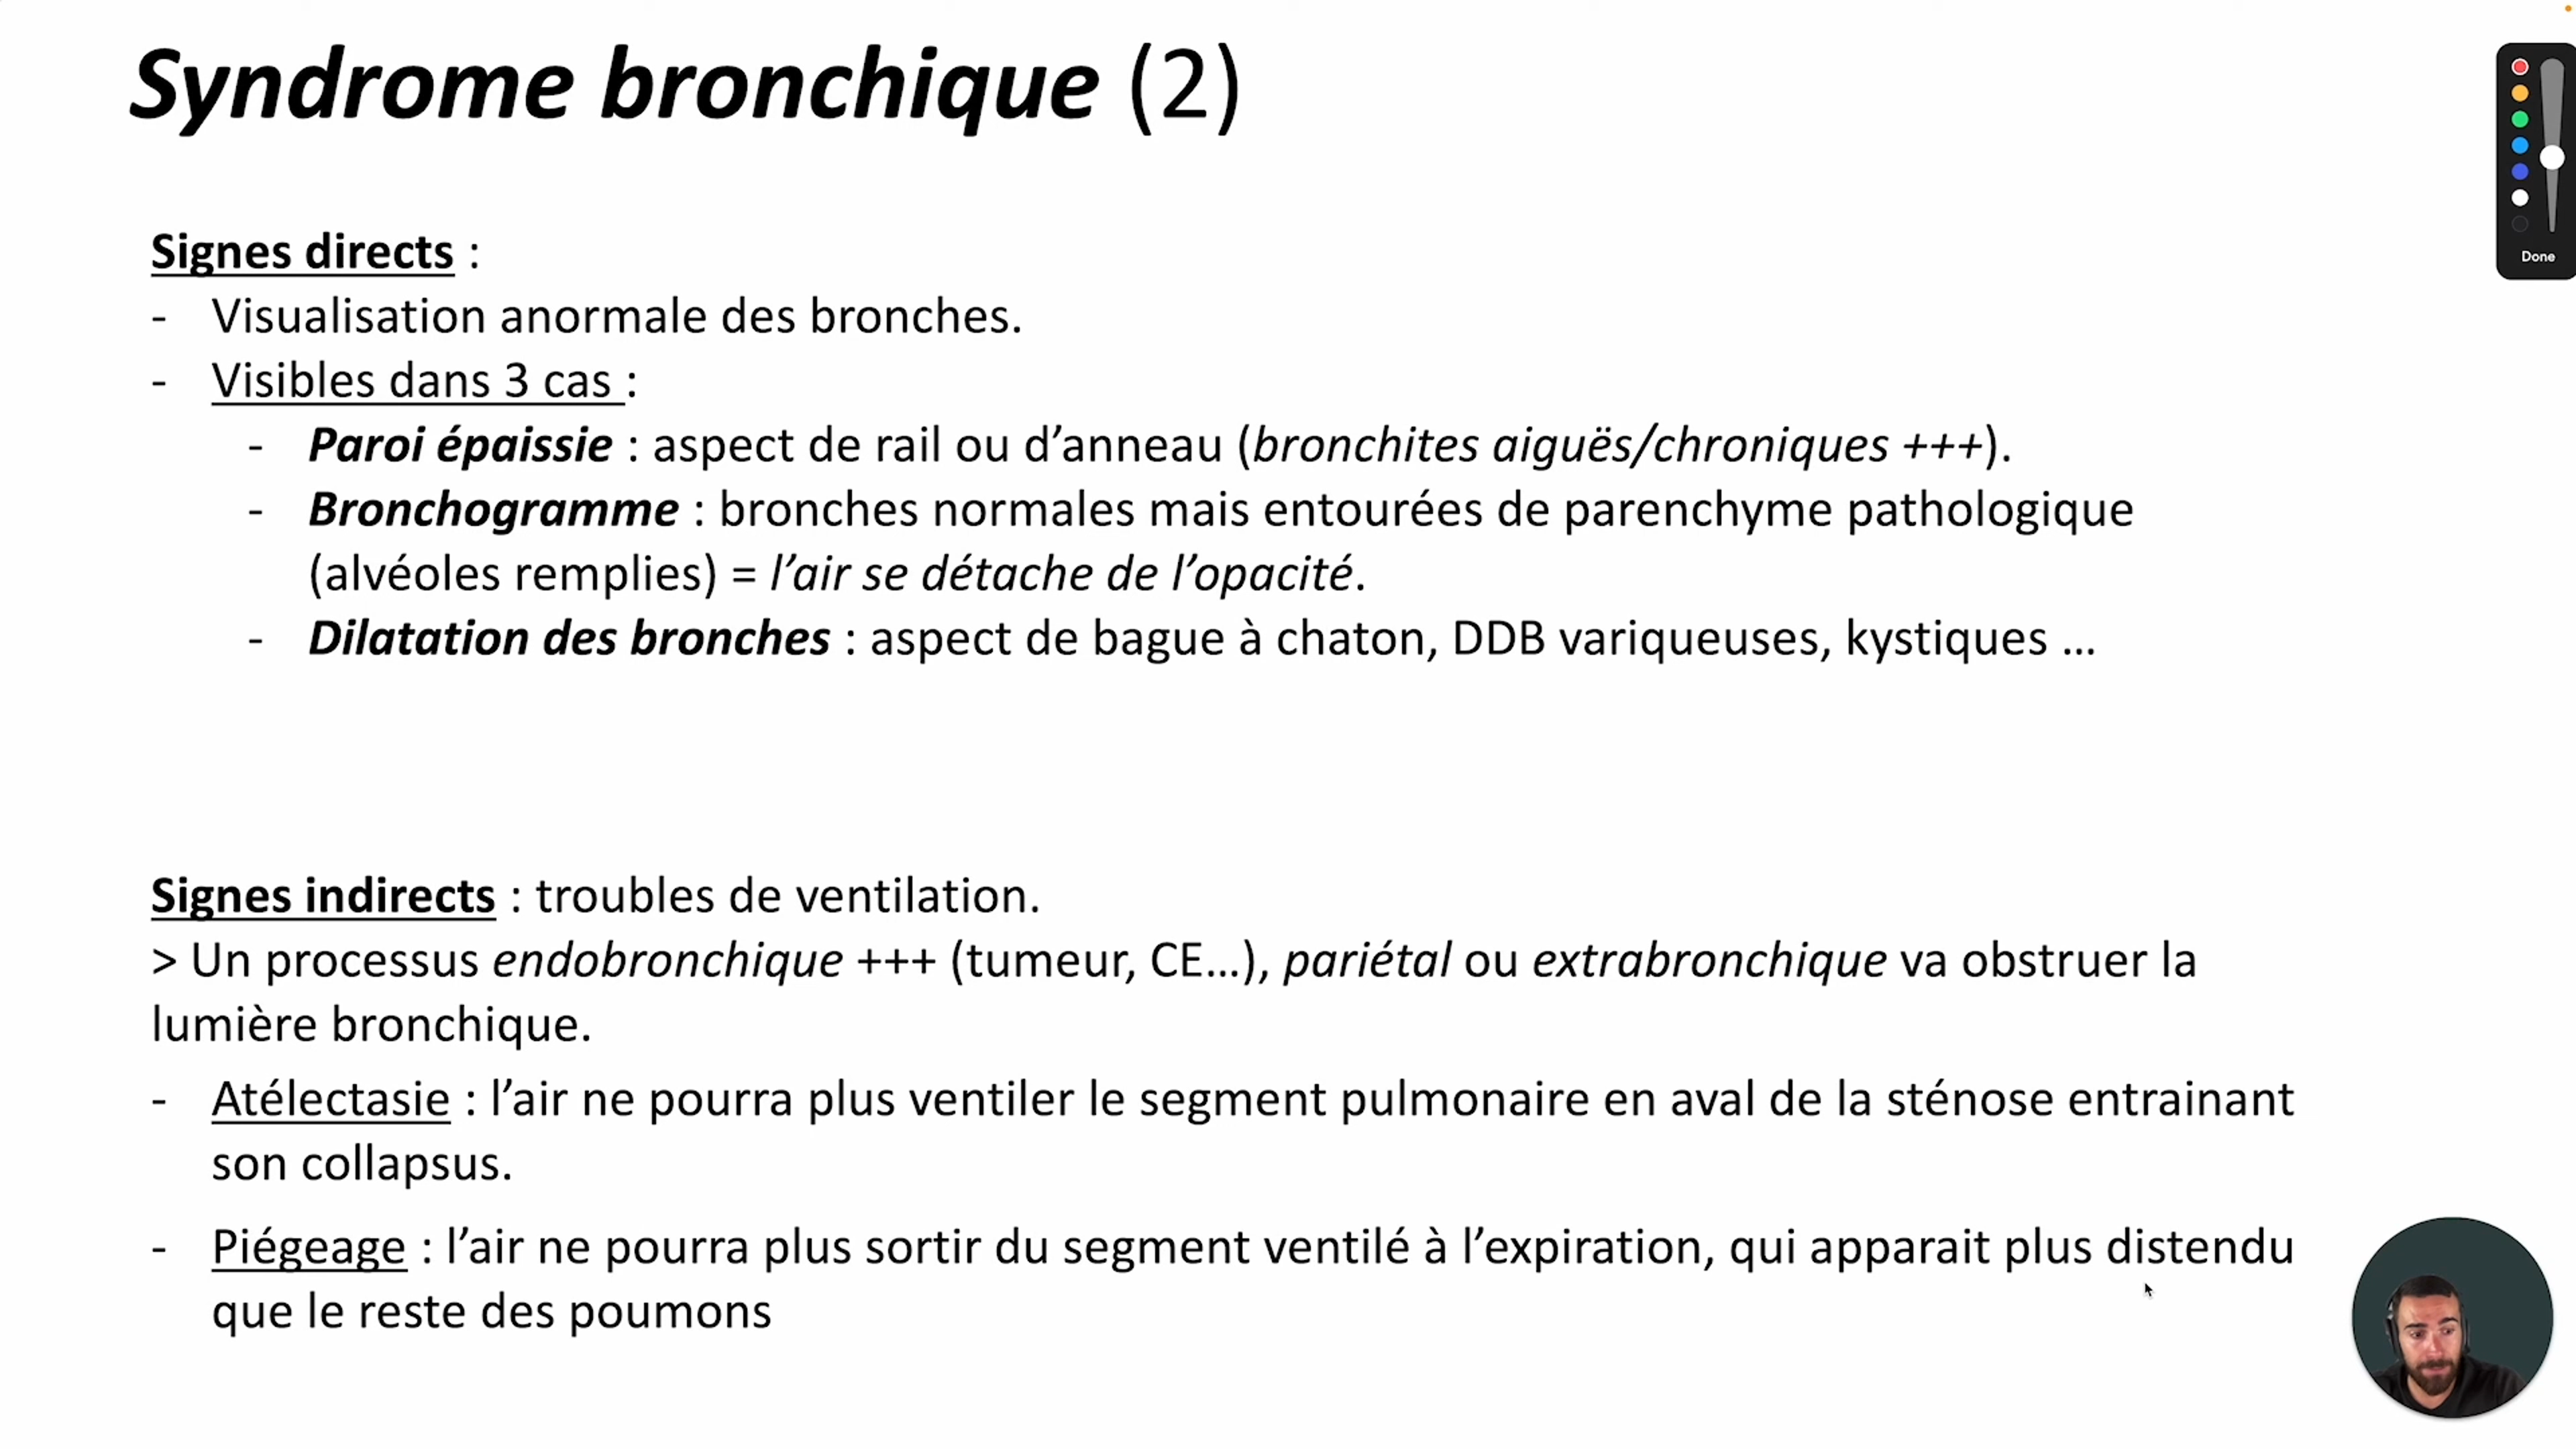 Syndrome bronchique (2)
Done
Signes directs :
- Visualisation anormale des bronches.
- Visibles dans 3 cas :
- Paroi épaissie : aspect de rail ou d’anneau (bronchites aiguës/chroniques +++).
- Bronchogramme : bronches normales mais entourées de parenchyme pathologique
(alvéoles remplies) = l’air se détache de l’opacité.
- Dilatation des bronches : aspect de bague à chaton, DDB variqueuses, kystiques …
Signes indirects : troubles de ventilation.
> Un processus endobronchique +++ (tumeur, CE…), pariétal ou extrabronchique va obstruer la
lumière bronchique.
- Atélectasie : l’air ne pourra plus ventiler le segment pulmonaire en aval de la sténose entrainant
son collapsus.
- Piégeage : l’air ne pourra plus sortir du segment ventilé à l’expiration, qui apparait plus distendu
que le reste des poumons